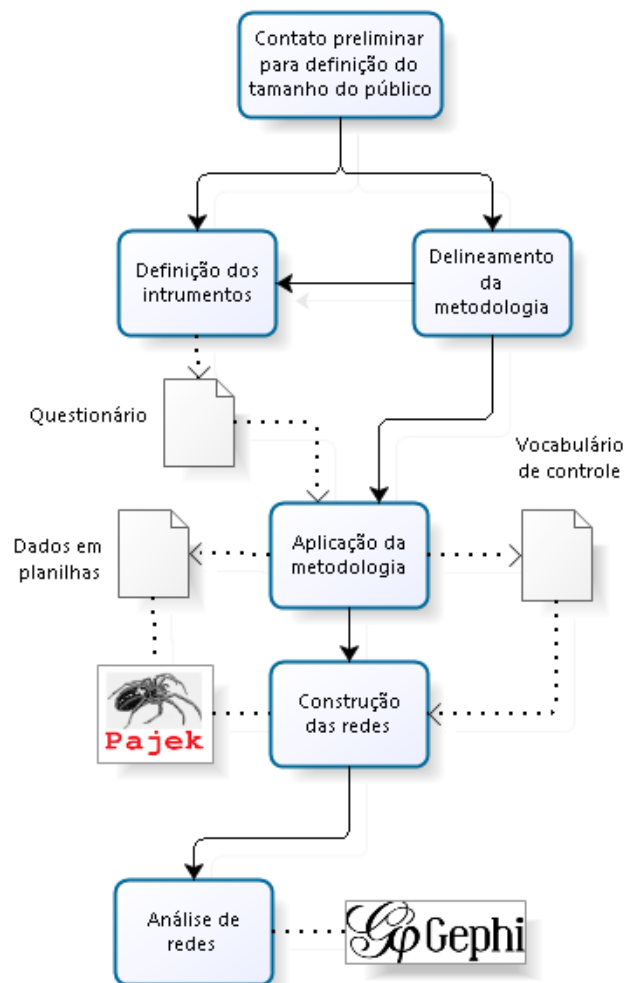 Contato preliminar
para definição do
tamanho do público
Definição dos
intrumentos
Delineamento
da
metodologia
Questionário
Vocabulário
de controle
Dados em
planilhas
Aplicação da
metodologia
Pajek
Construção
das redes
Análise de
redes
Gephi